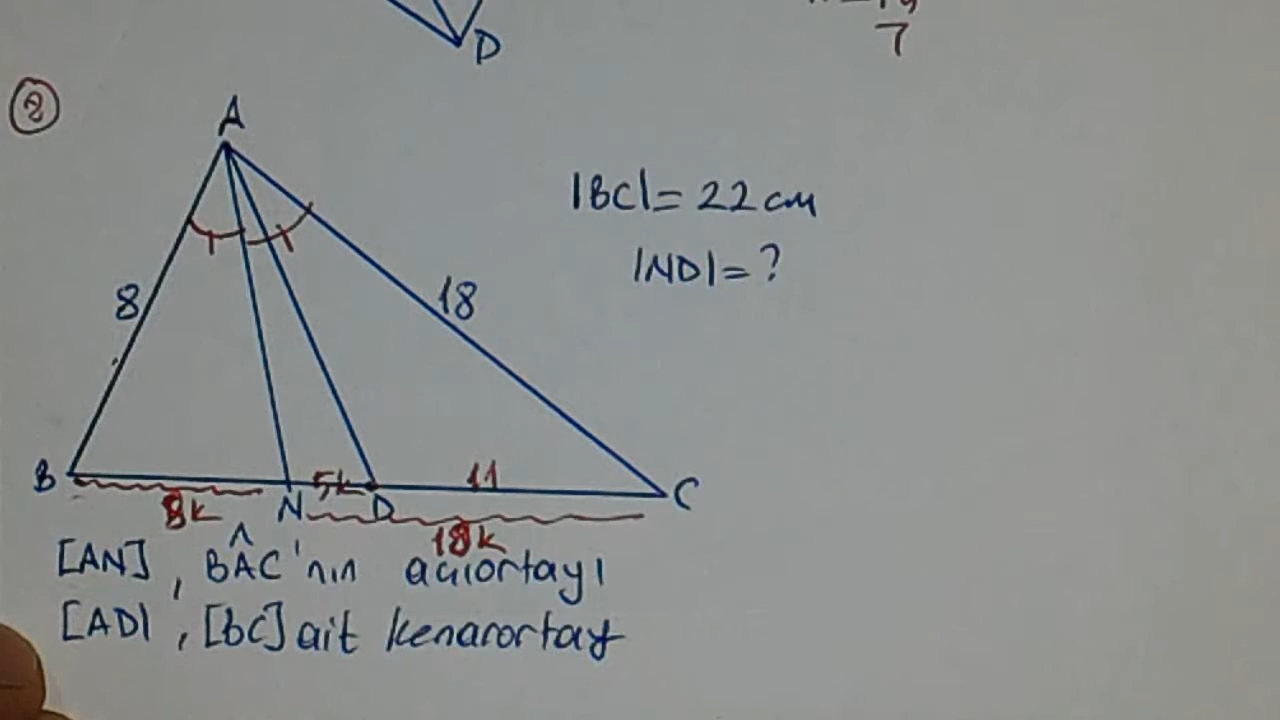 D
7
2
A
|BC| = 22 cm
|ND| = ?
8
18
B
5k
11
C
8k
N
D
18k
[AN], BÂC'nın açıortayı
[AD], [BC] ait kenarortay